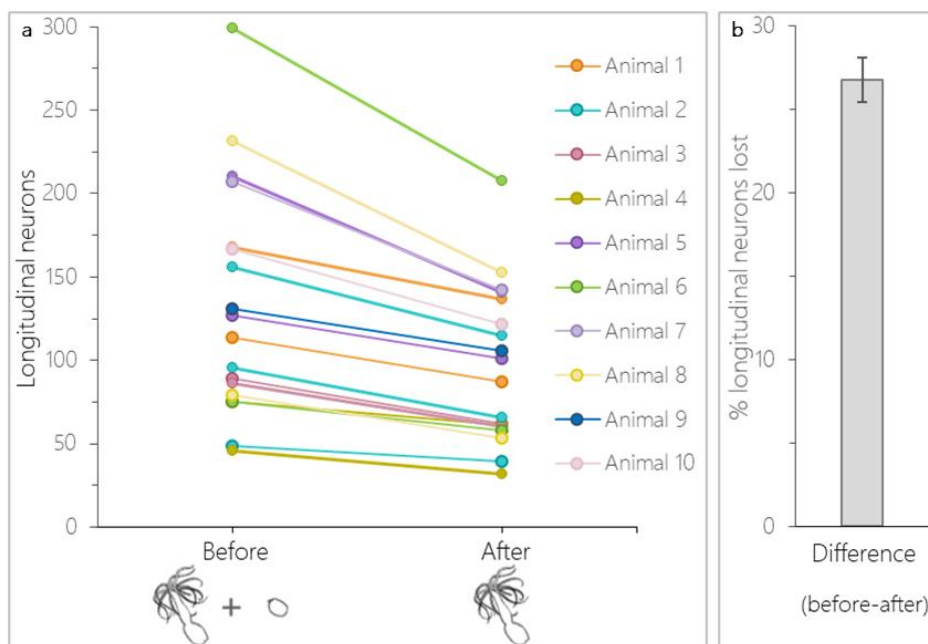 a
300
250
200
150
100
50
0
Longitudinal neurons
Before
After
+
Animal 1
Animal 2
Animal 3
Animal 4
Animal 5
Animal 6
Animal 7
Animal 8
Animal 9
Animal 10
b
30
20
10
0
% longitudinal neurons lost
Difference
(before-after)